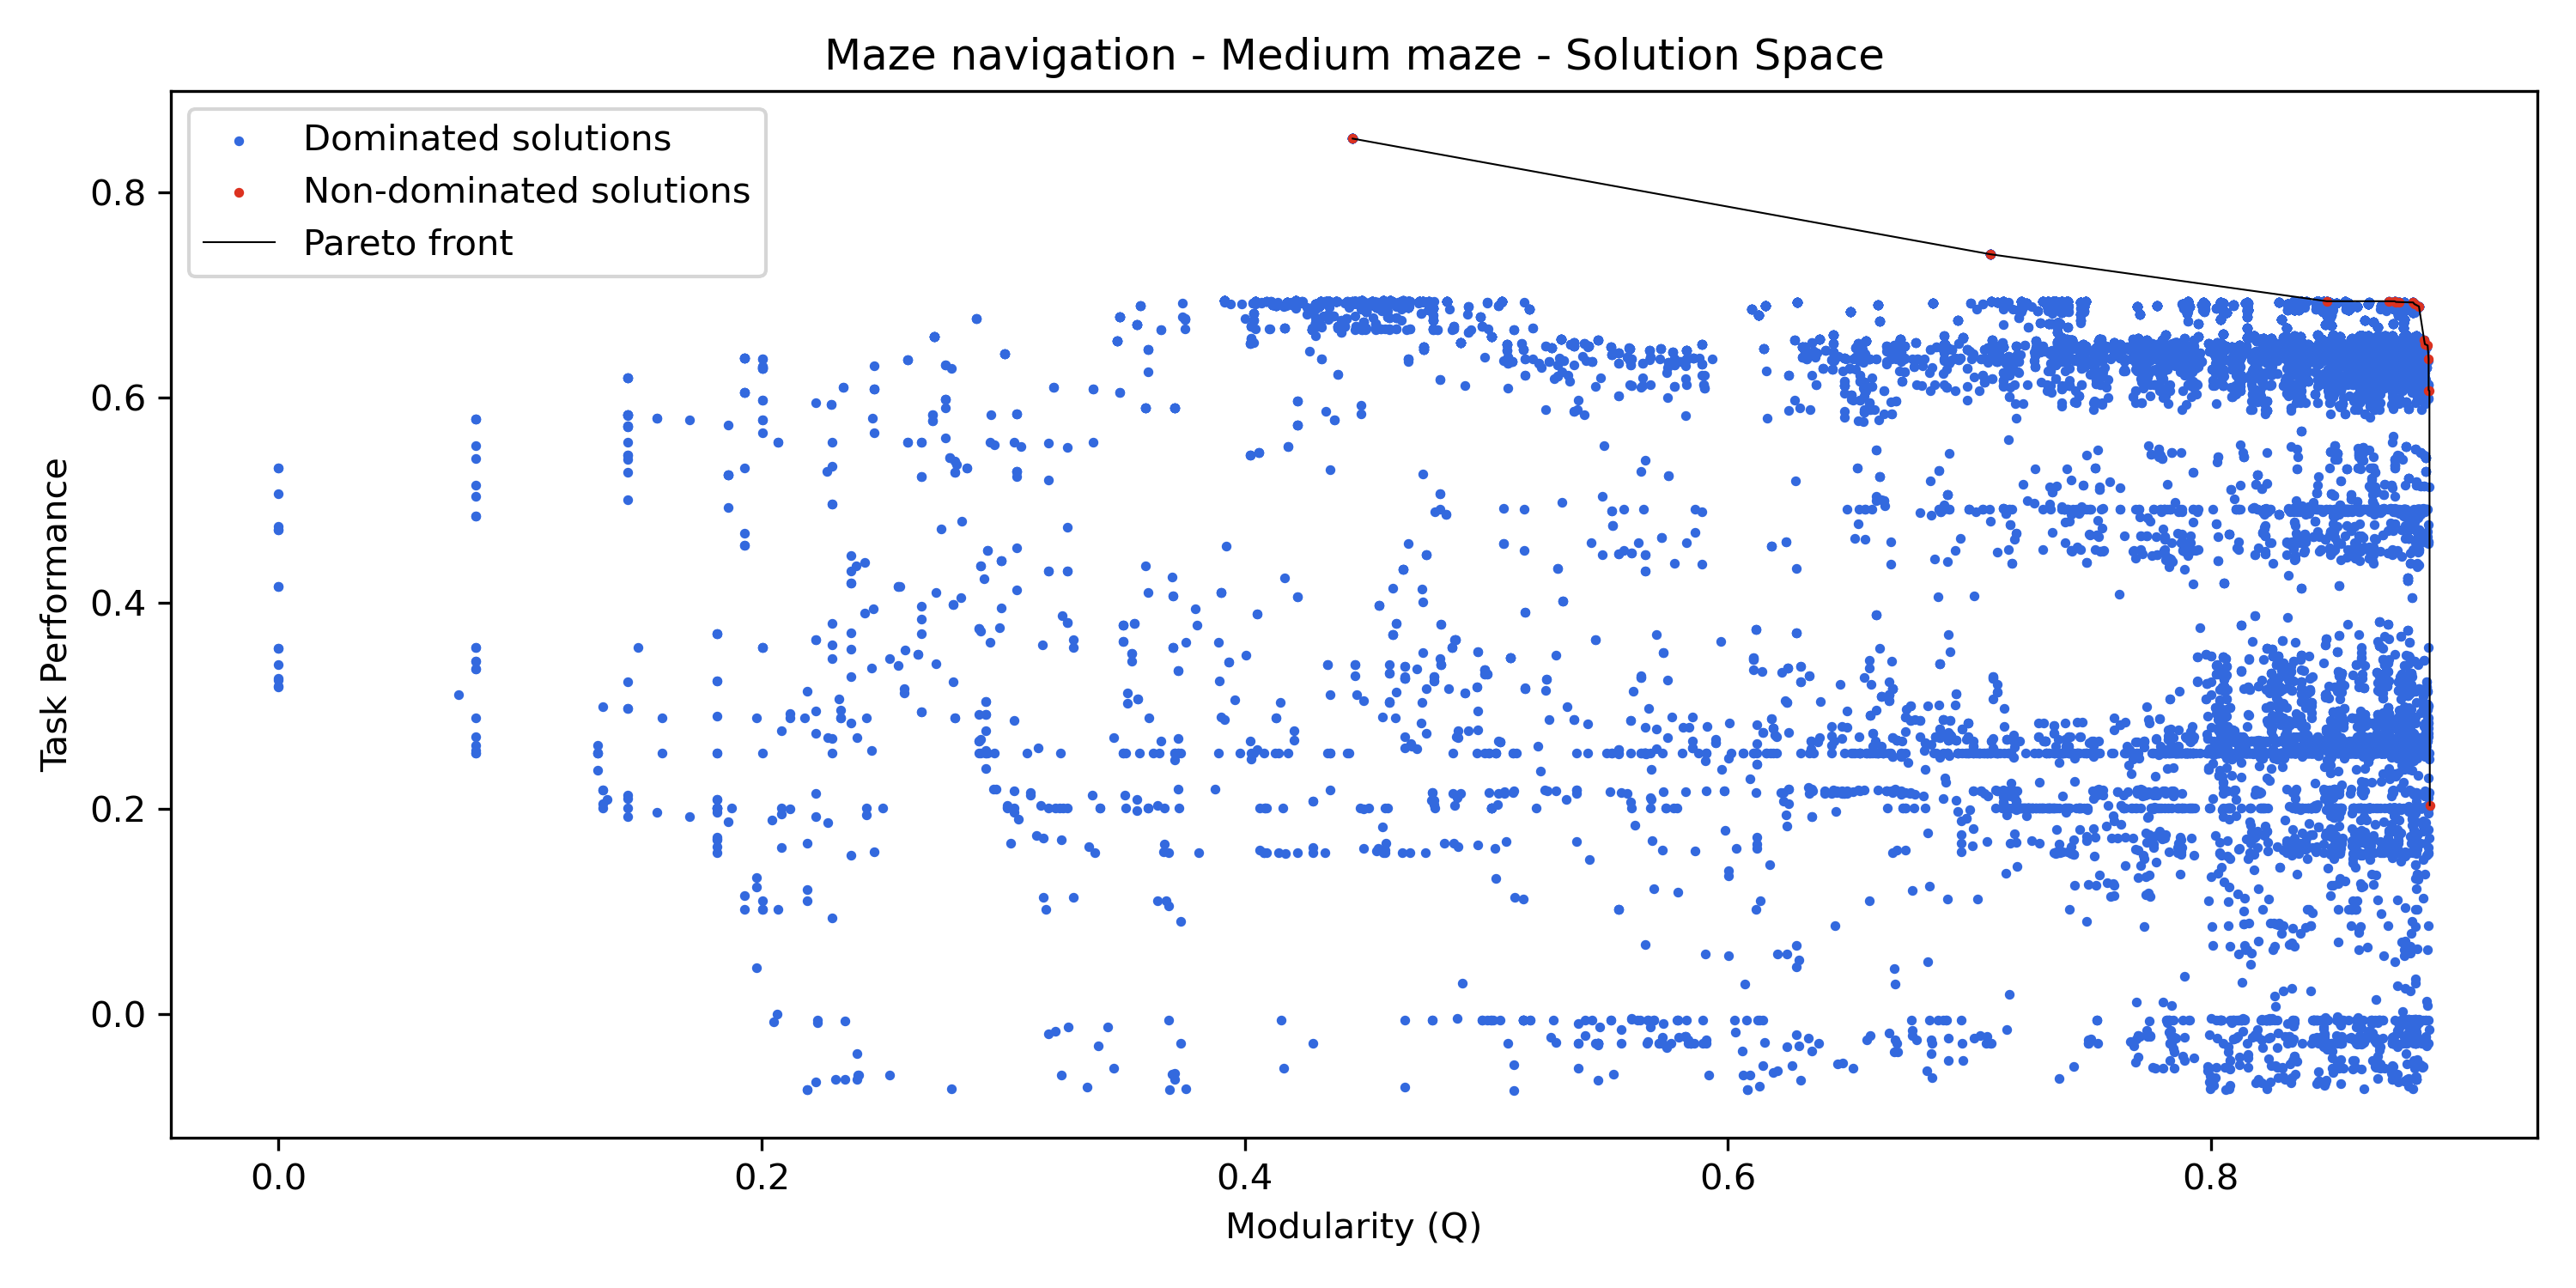 Maze navigation - Medium maze - Solution Space
Dominated solutions
Non-dominated solutions
Pareto front
0.8
0.6
0.4
0.2
0.0
Task Performance
0.0 0.2 0.4 0.6 0.8
Modularity (Q)